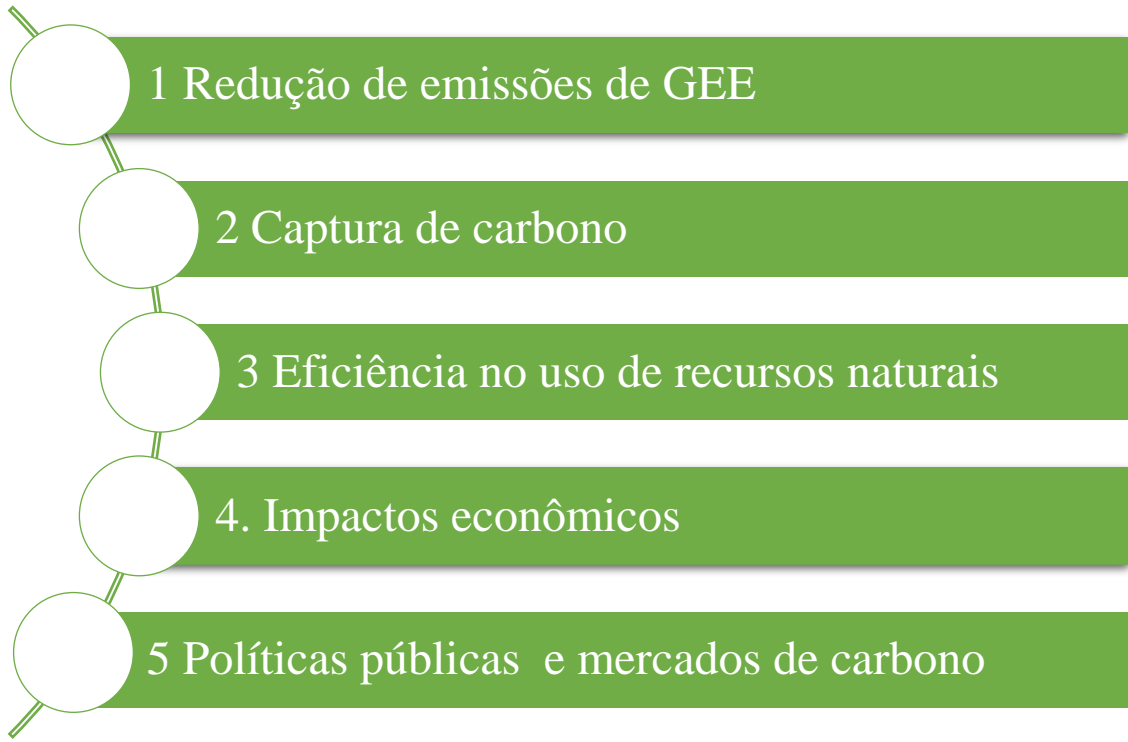 1 Redução de emissões de GEE
2 Captura de carbono
3 Eficiência no uso de recursos naturais
4. Impactos econômicos
5 Políticas públicas  e mercados de carbono